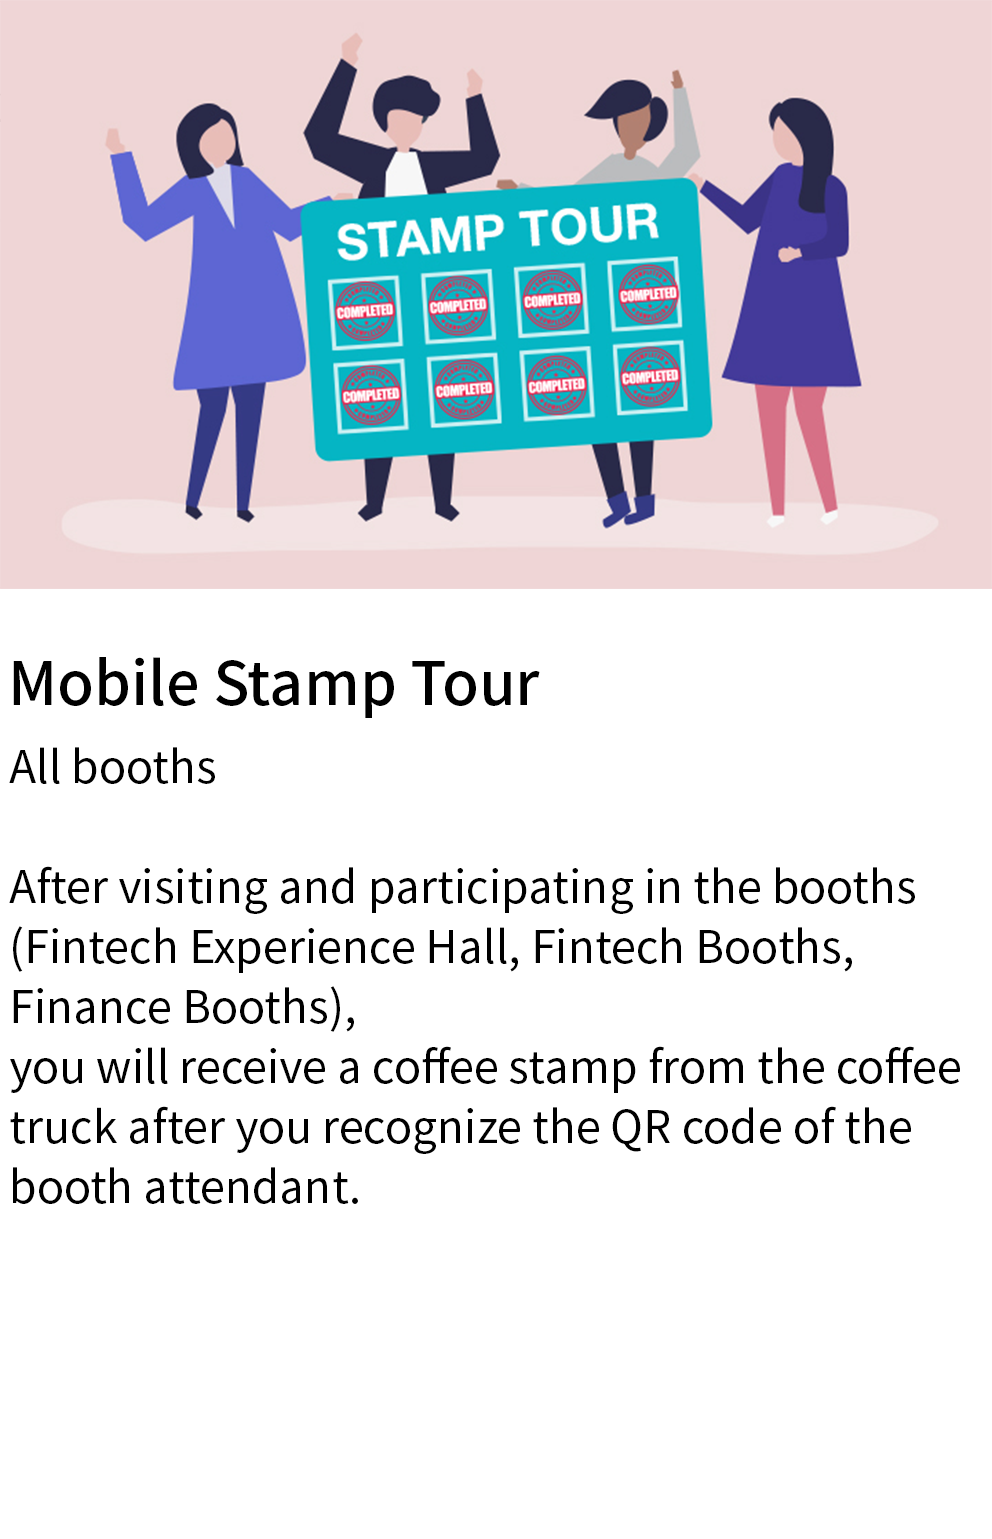 STAMP TOUR
COMPLETED COMPLETED COMPLETED COMPLETED
COMPLETED COMPLETED COMPLETED COMPLETED
Mobile Stamp Tour
All booths
After visiting and participating in the booths
(Fintech Experience Hall, Fintech Booths,
Finance Booths),
you will receive a coffee stamp from the coffee
truck after you recognize the QR code of the
booth attendant.